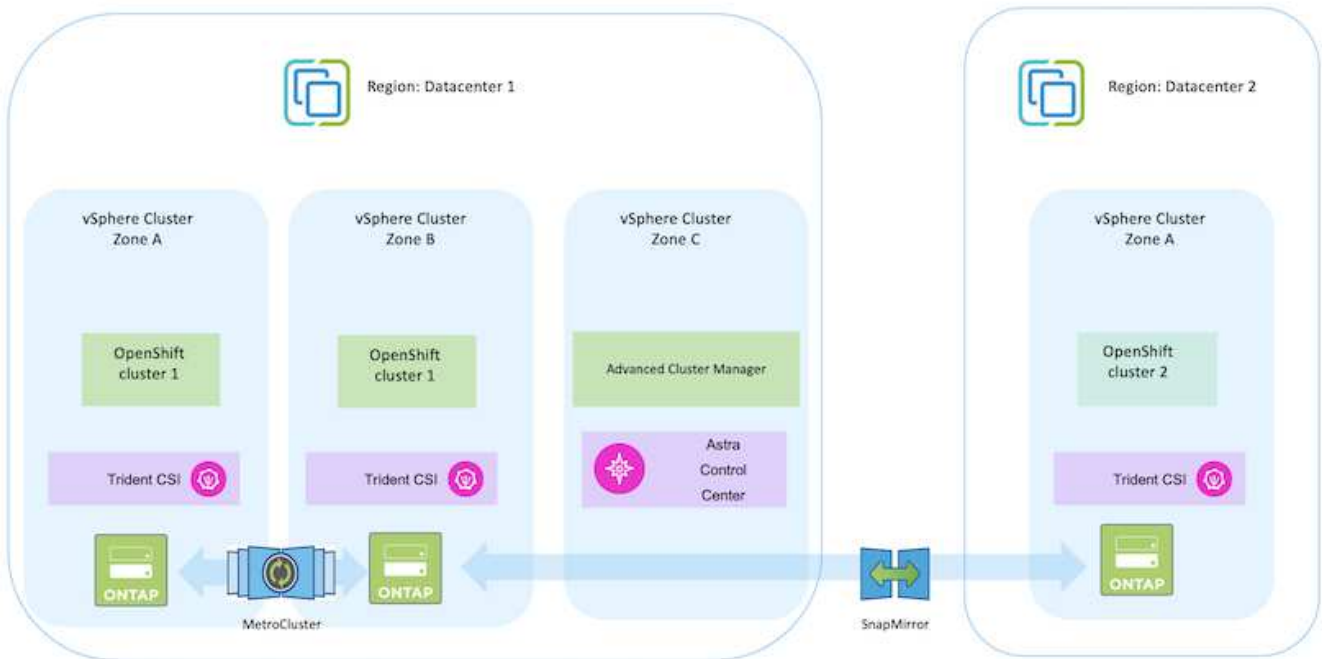 Region: Datacenter 1
Region: Datacenter 2
vSphere Cluster
Zone A
vSphere Cluster
Zone B
vSphere Cluster
Zone C
vSphere Cluster
Zone A
OpenShift
cluster 1
OpenShift
cluster 1
Advanced Cluster Manager
OpenShift
cluster 2
Trident CSI
Trident CSI
Astra
Control
Center
Trident CSI
ONTAP
ONTAP
ONTAP
MetroCluster
SnapMirror